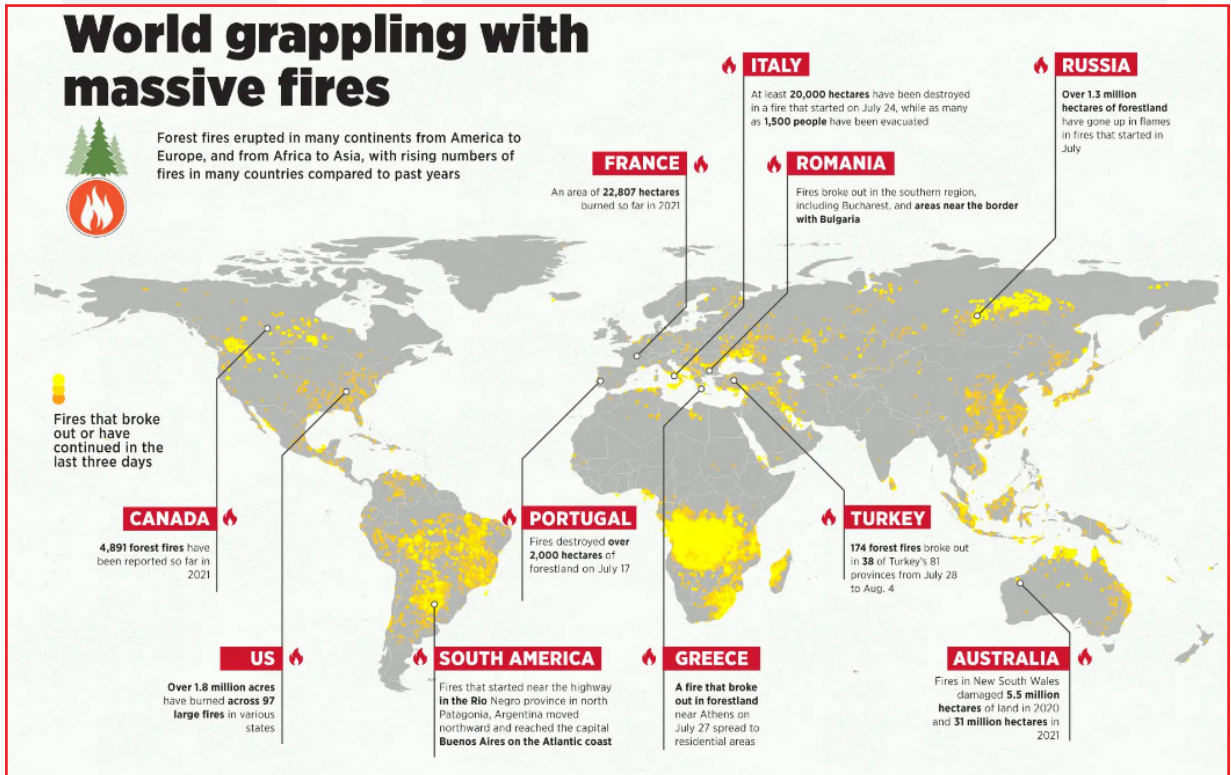 World grappling with
massive fires
Forest fires erupted in many continents from America to
Europe, and from Africa to Asia, with rising numbers of
fires in many countries compared to past years
ITALY
At least 20,000 hectares have been destroyed
in a fire that started on July 24, while as many
as 1,500 people have been evacuated
RUSSIA
Over 1.3 million
hectares of forestland
have gone up in flames
in fires that started in
July
FRANCE
An area of 22,807 hectares
burned so far in 2021
ROMANIA
Fires broke out in the southern region,
including Bucharest, and areas near the border
with Bulgaria
Fires that broke
out or have
continued in the
last three days
CANADA
4,891 forest fires have
been reported so far in
2021
PORTUGAL
Fires destroyed over
2,000 hectares of
forestland on July 17
TURKEY
174 forest fires broke out
in 38 of Turkey's 81
provinces from July 28
to Aug. 4
US
Over 1.8 million acres
have burned across 97
large fires in various
states
SOUTH AMERICA
Fires that started near the highway
in the Rio Negro province in north
Patagonia, Argentina moved
northward and reached the capital
Buenos Aires on the Atlantic coast
GREECE
A fire that broke
out in forestland
near Athens on
July 27 spread to
residential areas
AUSTRALIA
Fires in New South Wales
damaged 5.5 million
hectares of land in 2020
and 31 million hectares in
2021